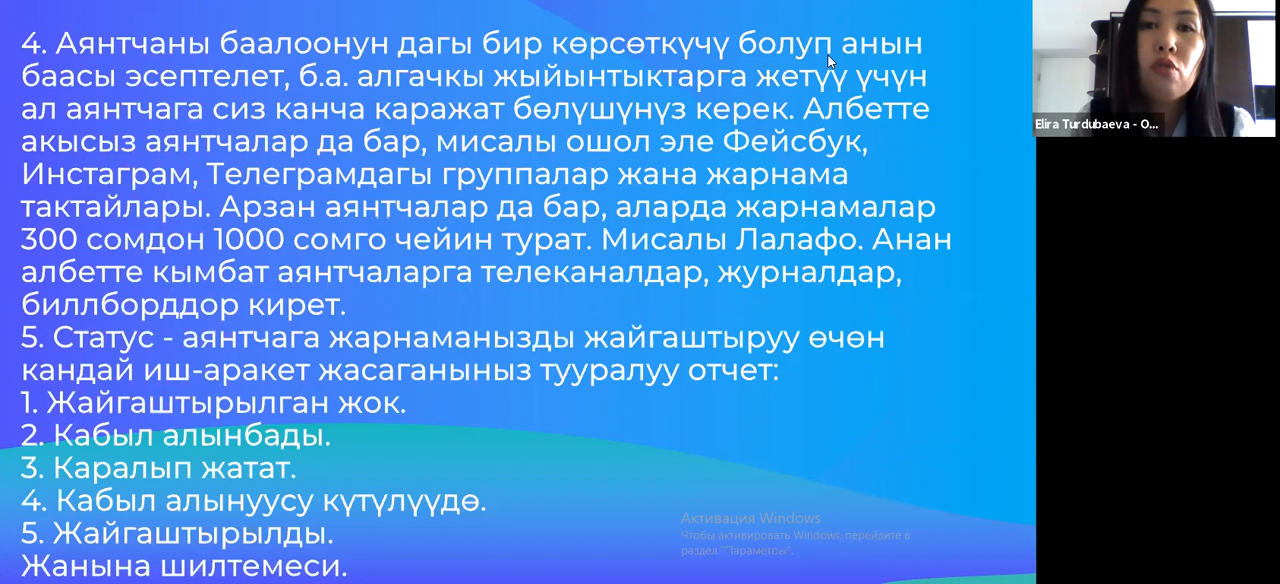 4. Аянтчаны баалоонун дагы бир көрсөткүчү болуп анын
баасы эсептелет, б.а. алгачкы жыйынтыктарга жетүү үчүн
ал аянтчага сиз канча каражат бөлүшүңүз керек. Албетте
акысыз аянтчалар да бар, мисалы ошол эле Фейсбук,
Инстаграм, Телеграмдагы группалар жана жарнама
тактайлары. Арзан аянтчалар да бар, аларда жарнамалар
300 сомдон 1000 сомго чейин турат. Мисалы Лалафо. Анан
албетте кымбат аянтчаларга телеканалдар, журналдар,
биллборддор кирет.
5. Статус - аянтчага жарнаманызды жайгаштыруу өчөн
кандай иш-аракет жасаганыныз тууралуу отчет:
1. Жайгаштырылган жок.
2. Кабыл алынбады.
3. Каралып жатат.
4. Кабыл алынуусу күтүлүүдө.
5. Жайгаштырылды.
Жанына шилтемеси.
Elira Turdubaeva - O...
Активация Windows
Чтобы активировать Windows, перейдите в
раздел "Параметры".